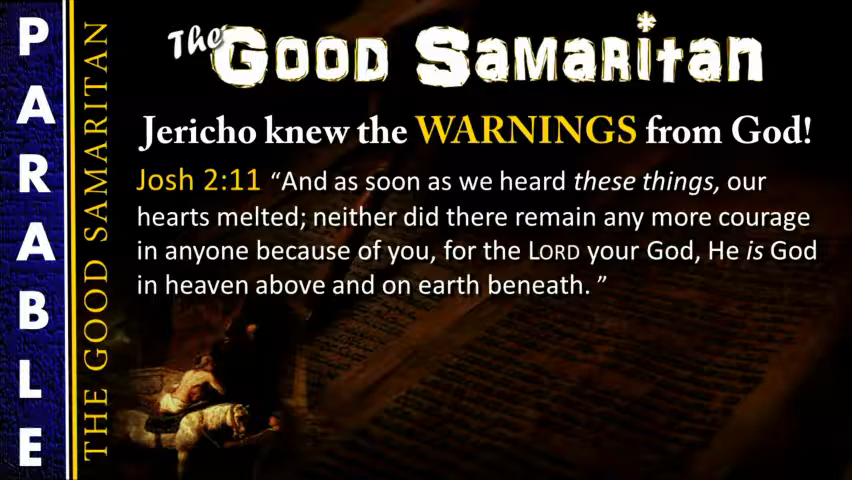 PARABLE
THE GOOD SAMARITAN
The GOOD SAMARITAN
Jericho knew the WARNINGS from God!
Josh 2:11 “And as soon as we heard these things, our
hearts melted; neither did there remain any more courage
in anyone because of you, for the LORD your God, He is God
in heaven above and on earth beneath. ”